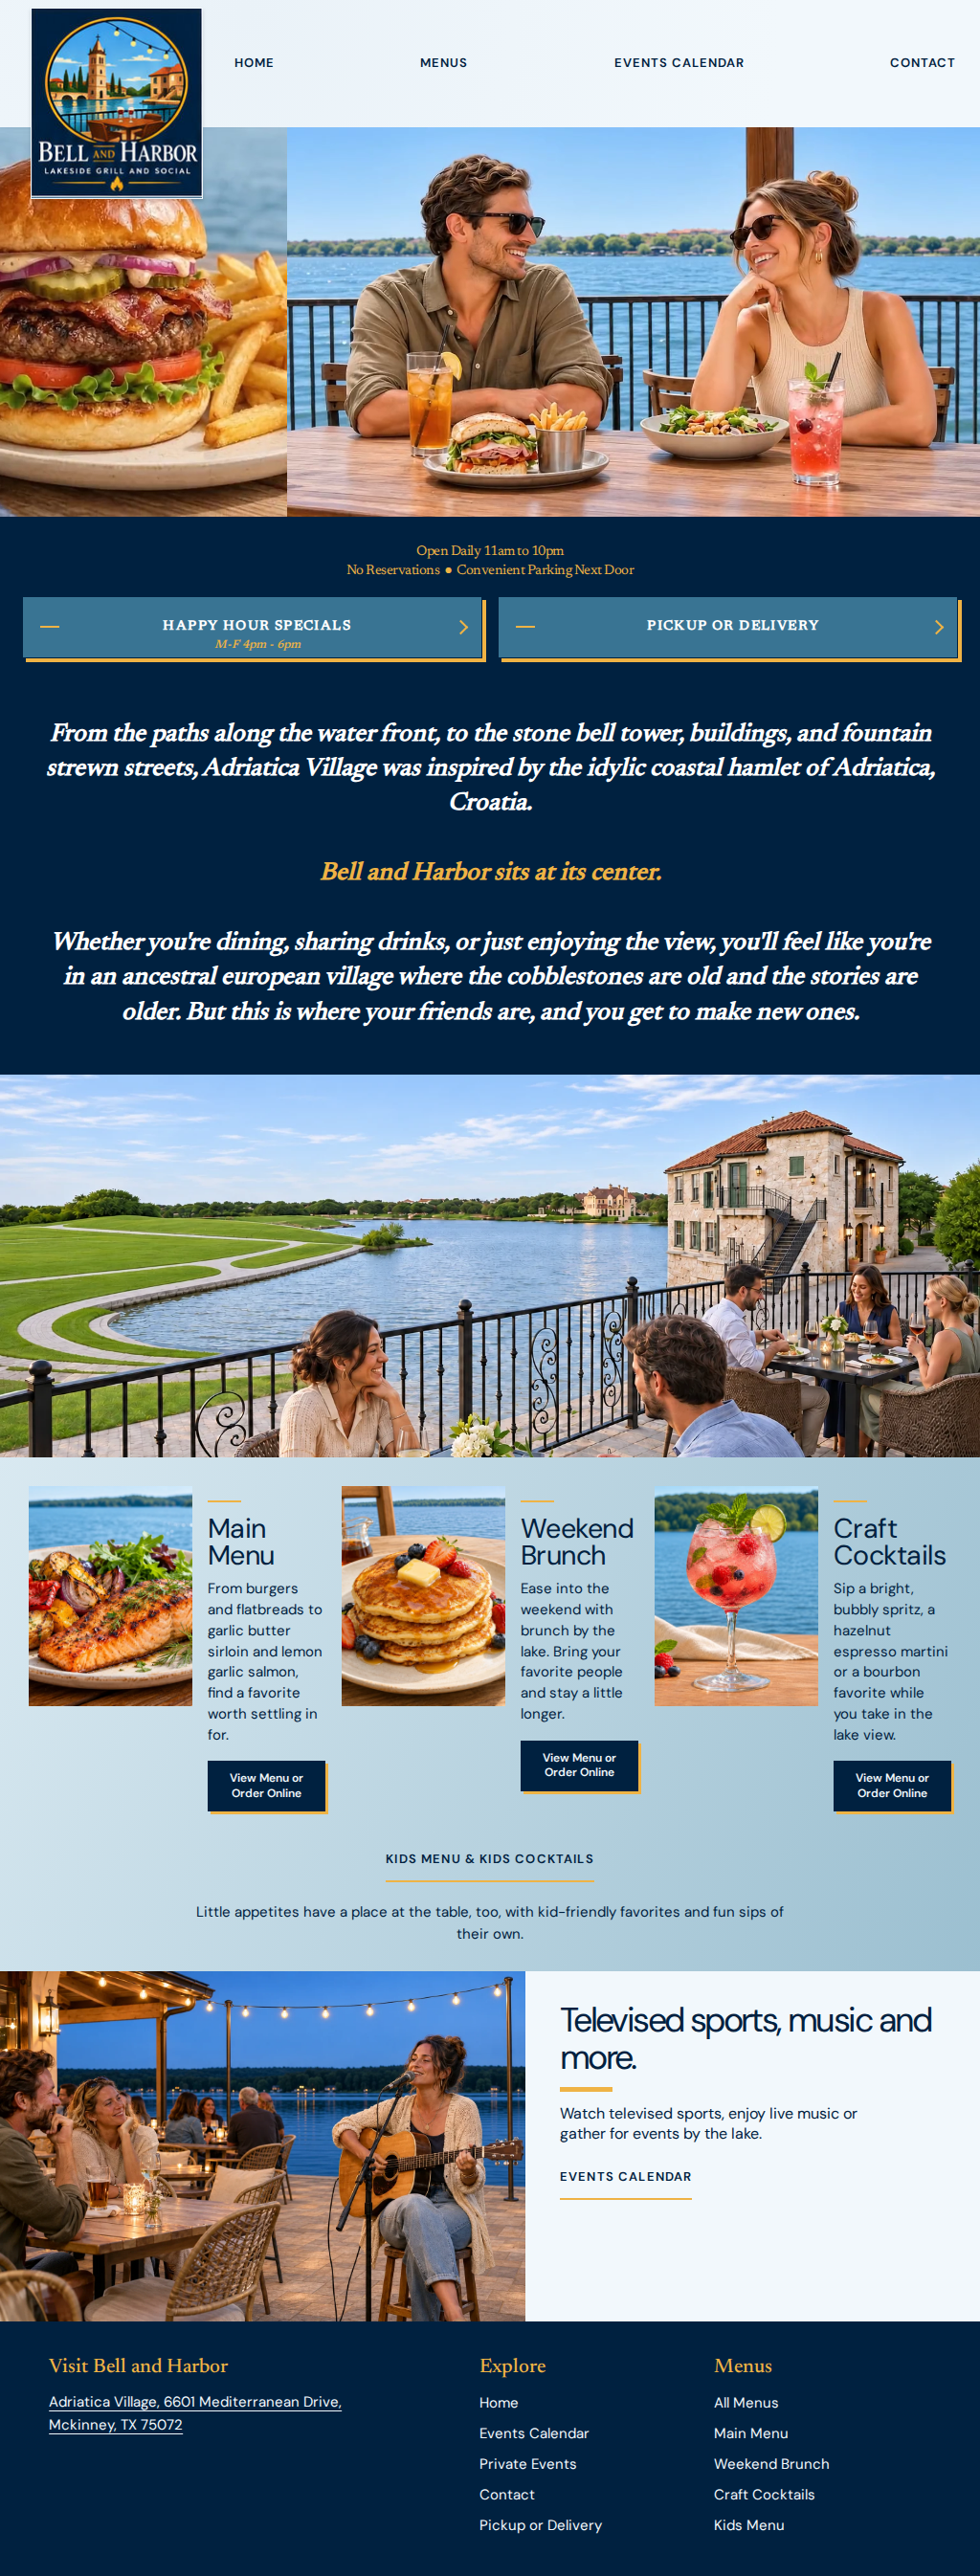 BELL AND HARBOR
LAKESIDE GRILL AND SOCIAL
HOME
MENUS
EVENTS CALENDAR
CONTACT
Open Daily 11am to 10pm
No Reservations ● Convenient Parking Next Door
HAPPY HOUR SPECIALS
M-F 4pm - 6pm
PICKUP OR DELIVERY
From the paths along the water front, to the stone bell tower, buildings, and fountain
strewn streets, Adriatica Village was inspired by the idylic coastal hamlet of Adriatica,
Croatia.
Bell and Harbor sits at its center.
Whether you're dining, sharing drinks, or just enjoying the view, you'll feel like you're
in an ancestral european village where the cobblestones are old and the stories are
older. But this is where your friends are, and you get to make new ones.
Main
Menu
From burgers
and flatbreads to
garlic butter
sirloin and lemon
garlic salmon,
find a favorite
worth settling in
for.
View Menu or
Order Online
Weekend
Brunch
Ease into the
weekend with
brunch by the
lake. Bring your
favorite people
and stay a little
longer.
View Menu or
Order Online
Craft
Cocktails
Sip a bright,
bubbly spritz, a
hazelnut
espresso martini
or a bourbon
favorite while
you take in the
lake view.
View Menu or
Order Online
KIDS MENU & KIDS COCKTAILS
Little appetites have a place at the table, too, with kid-friendly favorites and fun sips of
their own.
Televised sports, music and
more.
Watch televised sports, enjoy live music or
gather for events by the lake.
EVENTS CALENDAR
Visit Bell and Harbor
Adriatica Village, 6601 Mediterranean Drive,
Mckinney, TX 75072
Explore
Home
Events Calendar
Private Events
Contact
Pickup or Delivery
Menus
All Menus
Main Menu
Weekend Brunch
Craft Cocktails
Kids Menu